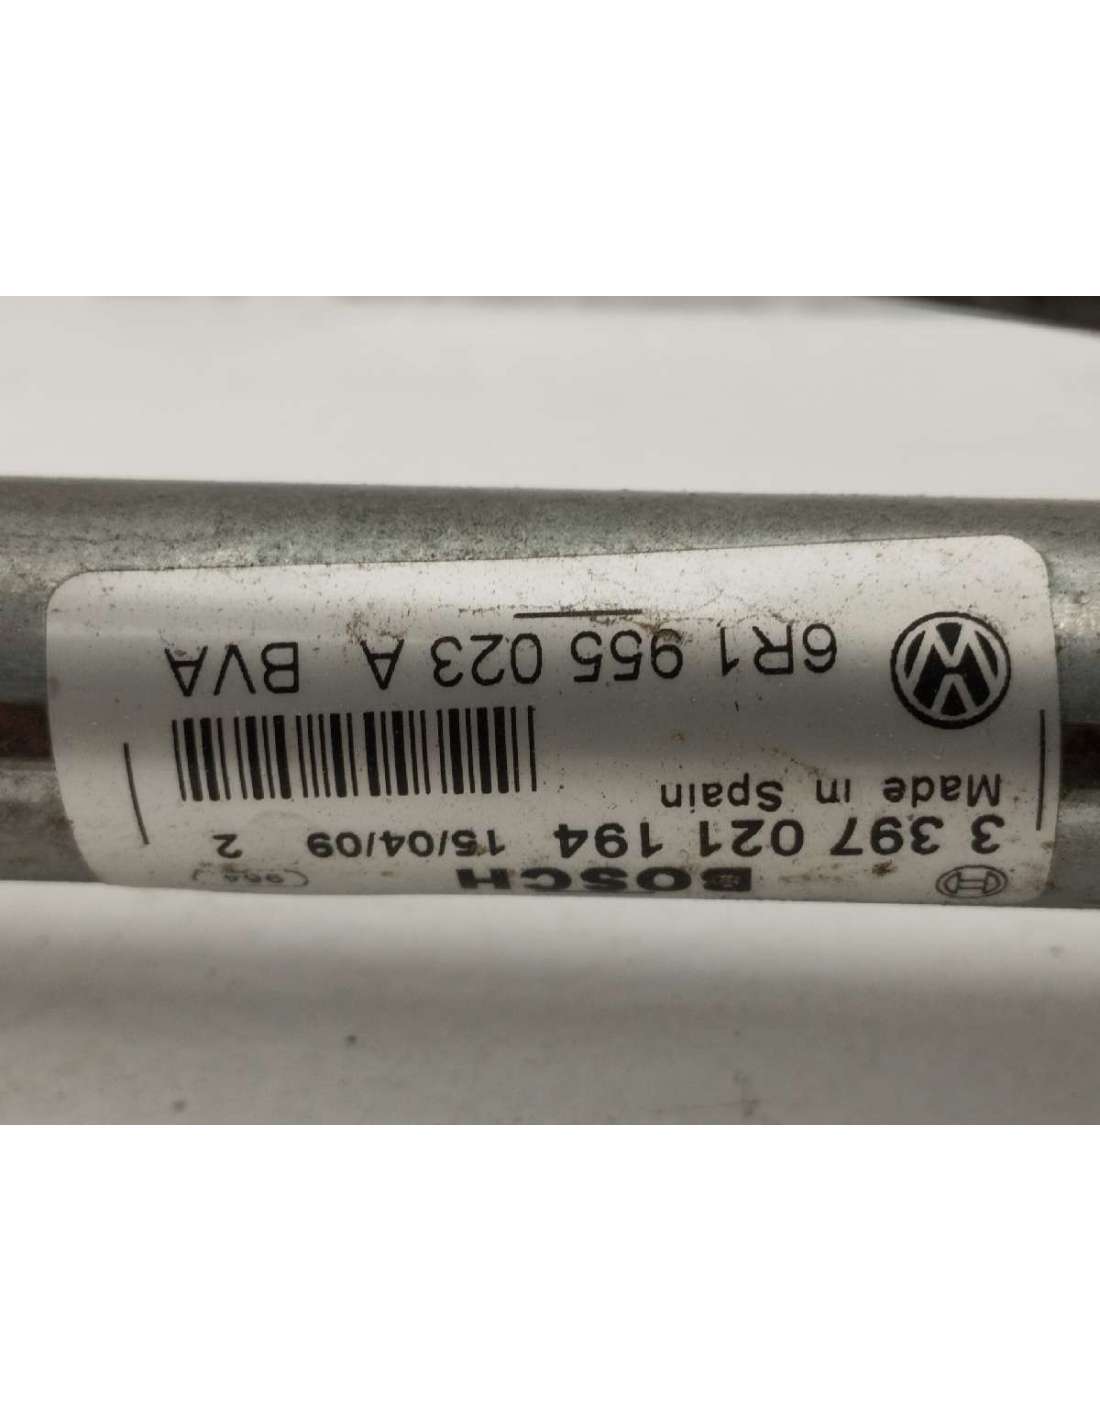 BOSCH
3 397 021 194 15/04/09 2
Made in Spain
6R1 955 023 A BVA